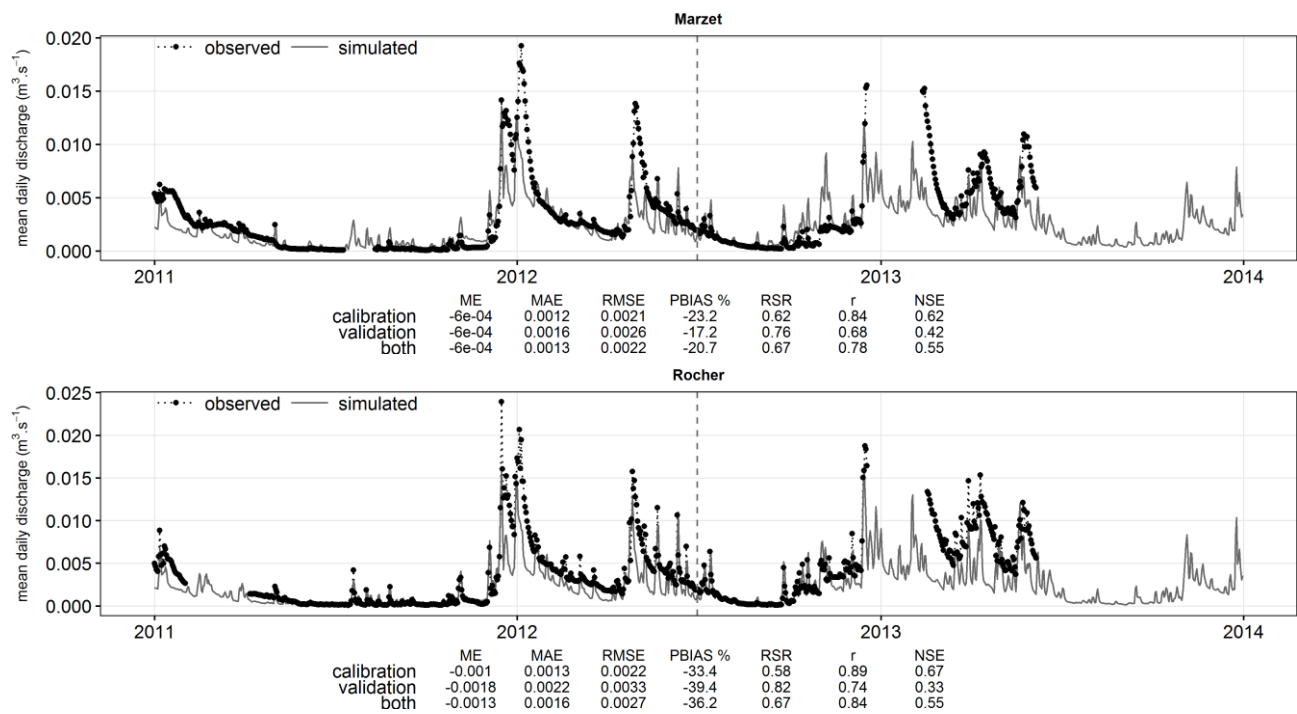 Marzet
mean daily discharge (m³.s⁻¹)
0.020
0.015
0.010
0.005
0.000
observed simulated
2011 2012 2013 2014
ME MAE RMSE PBIAS % RSR r NSE
calibration -6e-04 0.0012 0.0021 -23.2 0.62 0.84 0.62
validation -6e-04 0.0016 0.0026 -17.2 0.76 0.68 0.42
both -6e-04 0.0013 0.0022 -20.7 0.67 0.78 0.55
Rocher
mean daily discharge (m³.s⁻¹)
0.025
0.020
0.015
0.010
0.005
0.000
observed simulated
2011 2012 2013 2014
ME MAE RMSE PBIAS % RSR r NSE
calibration -0.001 0.0013 0.0022 -33.4 0.58 0.89 0.67
validation -0.0018 0.0022 0.0033 -39.4 0.82 0.74 0.33
both -0.0013 0.0016 0.0027 -36.2 0.67 0.84 0.55